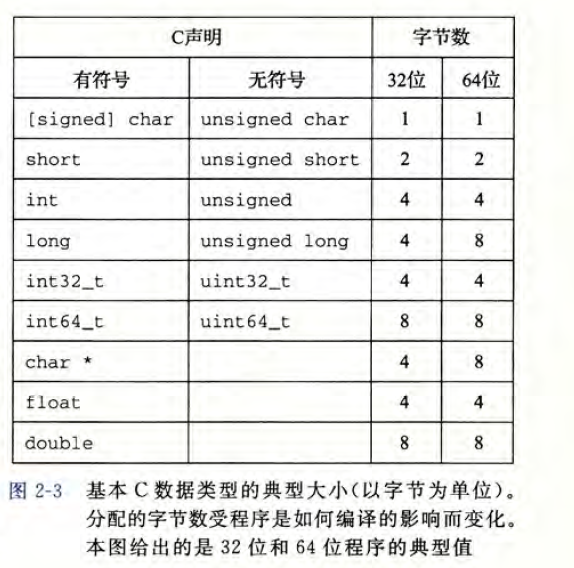 C声明 字节数
有符号 无符号 32位 64位
[signed] char unsigned char 1 1
short unsigned short 2 2
int unsigned 4 4
long unsigned long 4 8
int32_t uint32_t 4 4
int64_t uint64_t 8 8
char * 4 8
float 4 4
double 8 8
图 2-3 基本 C 数据类型的典型大小(以字节为单位)。
分配的字节数受程序是如何编译的影响而变化。
本图给出的是 32 位和 64 位程序的典型值